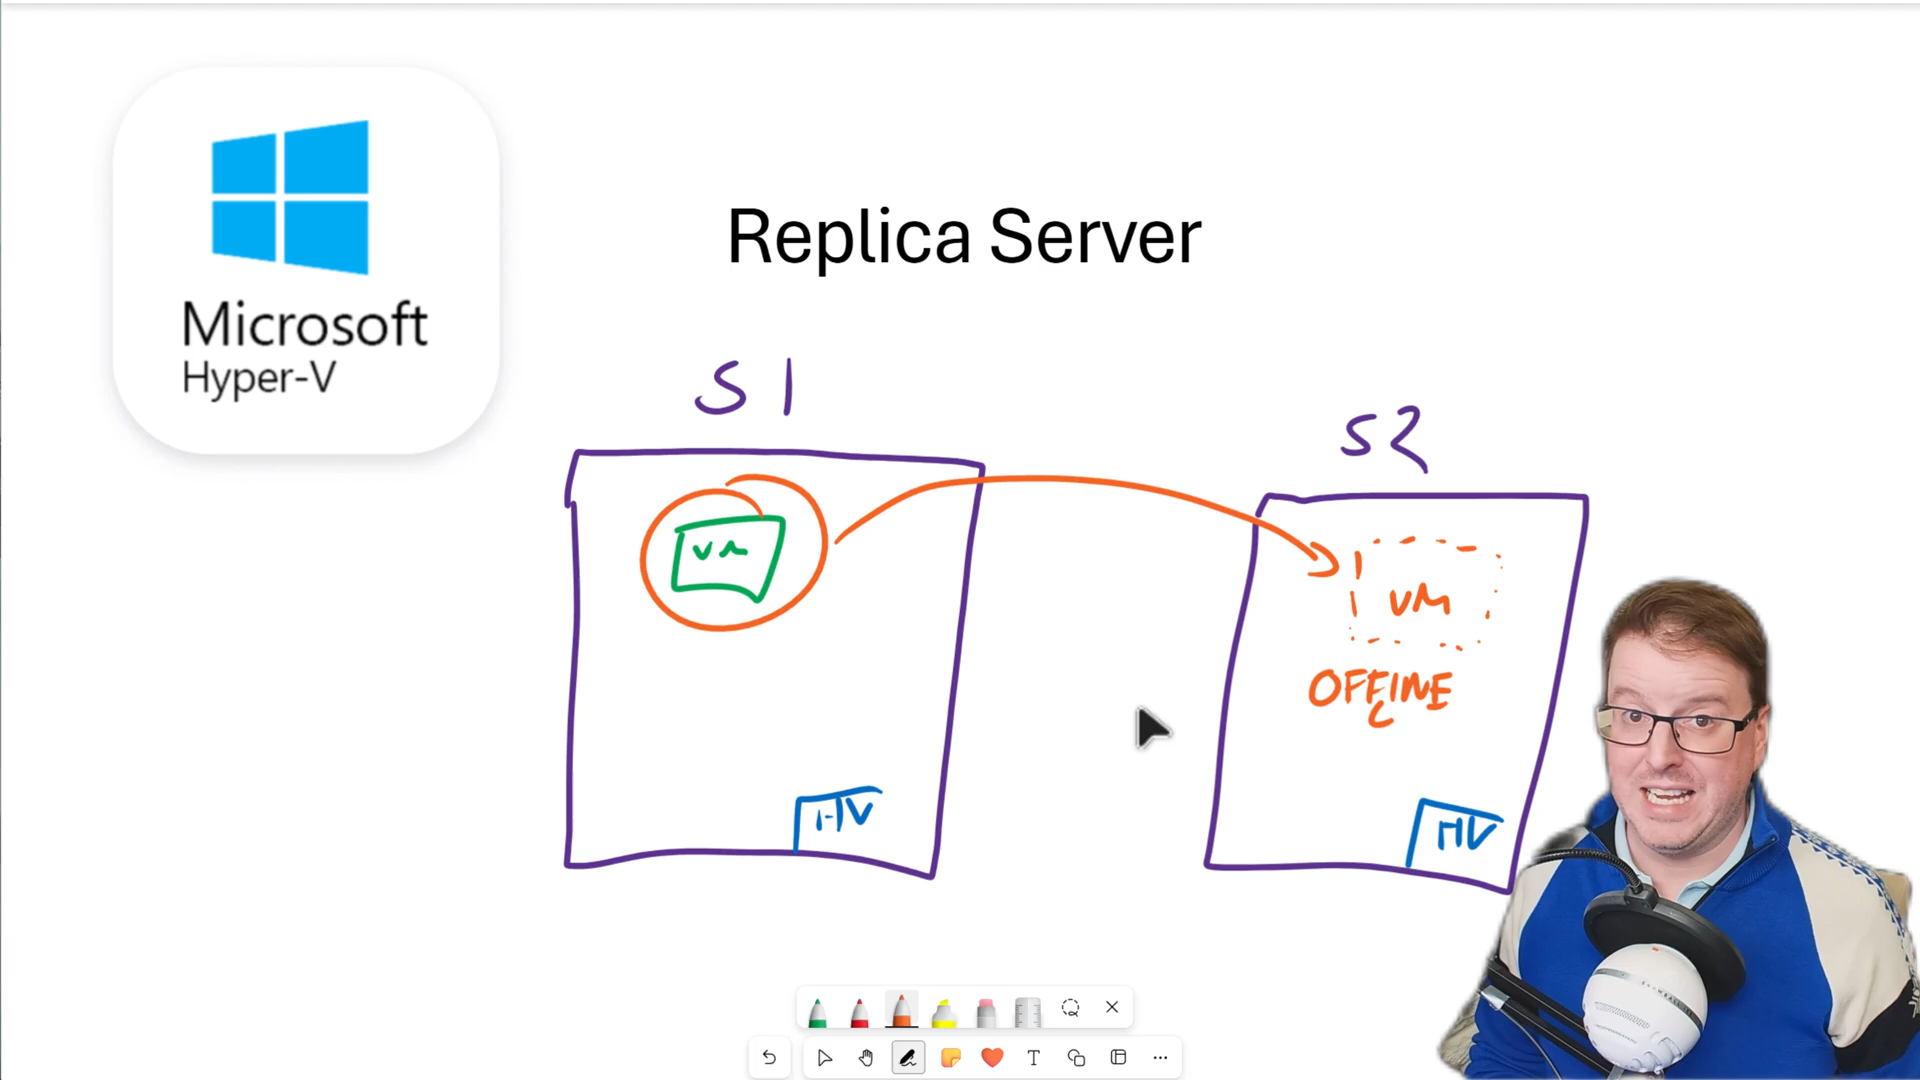 Microsoft
Hyper-V
Replica Server
S1
S2
VM
VM
OFFLINE
HV
HV
T